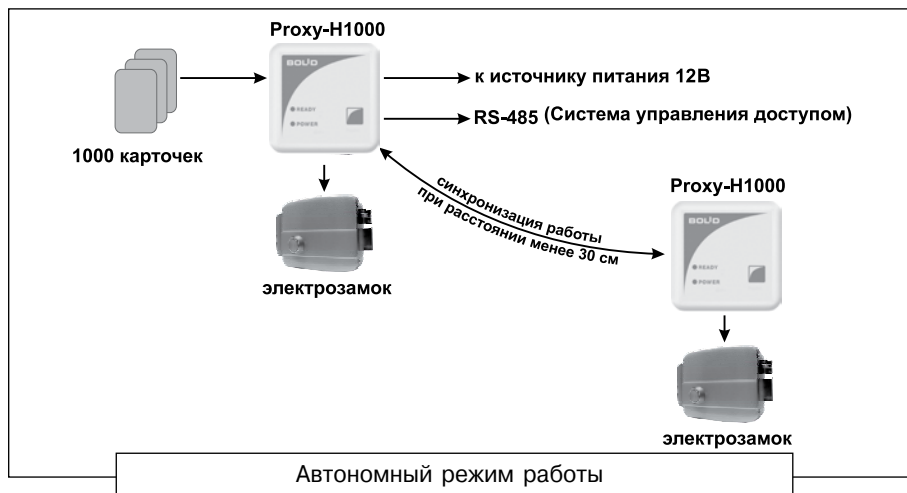 Proxy-H1000
BOLID
READY
POWER
к источнику питания 12В
RS-485 (Система управления доступом)
1000 карточек
электрозамок
синхронизация работы
при расстоянии менее 30 см
Proxy-H1000
BOLID
READY
POWER
электрозамок
Автономный режим работы